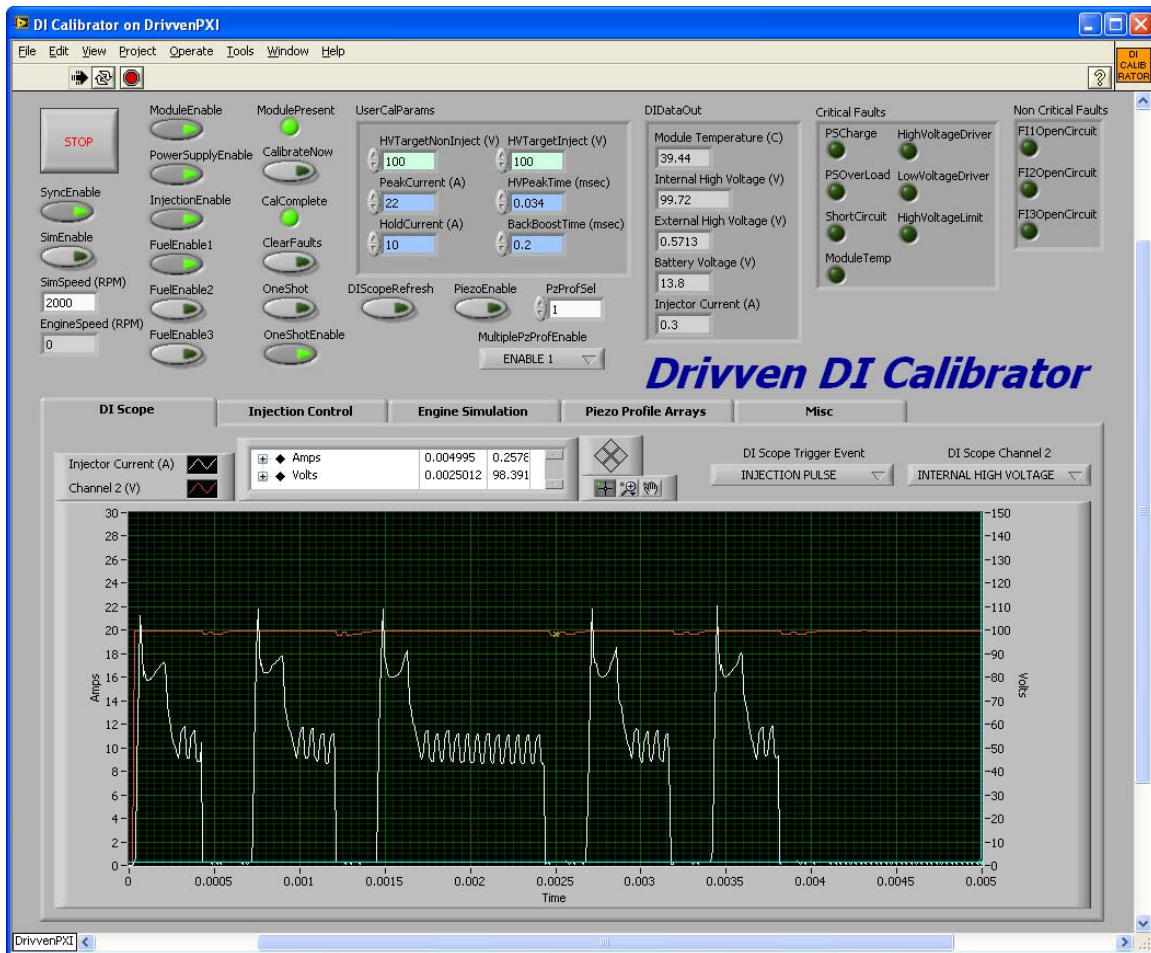 DI Calibrator on DrivvenPXI
File Edit View Project Operate Tools Window Help
DI CALIB RATOR
STOP
SyncEnable
SimEnable
SimSpeed (RPM)
2000
EngineSpeed (RPM)
0
ModuleEnable
PowerSupplyEnable
InjectionEnable
FuelEnable1
FuelEnable2
FuelEnable3
ModulePresent
CalibrateNow
CalComplete
ClearFaults
OneShot
OneShotEnable
UserCalParams
HVTargetNonInject (V) HVTargetInject (V)
100 100
PeakCurrent (A) HVPeakTime (msec)
22 0.034
HoldCurrent (A) BackBoostTime (msec)
10 0.2
DIScopeRefresh PiezoEnable PzProfSel
1
MultiplePzProfEnable
ENABLE 1
DIDataOut
Module Temperature (C)
39.44
Internal High Voltage (V)
99.72
External High Voltage (V)
0.5713
Battery Voltage (V)
13.8
Injector Current (A)
0.3
Critical Faults
PSCharge HighVoltageDriver
PSOverLoad LowVoltageDriver
ShortCircuit HighVoltageLimit
ModuleTemp
Non Critical Faults
FI1OpenCircuit
FI2OpenCircuit
FI3OpenCircuit
Drivven DI Calibrator
DI Scope Injection Control Engine Simulation Piezo Profile Arrays Misc
Injector Current (A)
Channel 2 (V)
Amps 0.004995 0.2578
Volts 0.0025012 98.391
DI Scope Trigger Event
INJECTION PULSE
DI Scope Channel 2
INTERNAL HIGH VOLTAGE
30
28
26
24
22
20
18
16
14
12
10
8
6
4
2
0
Amps
150
140
130
120
110
100
90
80
70
60
50
40
30
20
10
0
Volts
0 0.0005 0.001 0.0015 0.002 0.0025 0.003 0.0035 0.004 0.0045 0.005
Time
DrivvenPXI